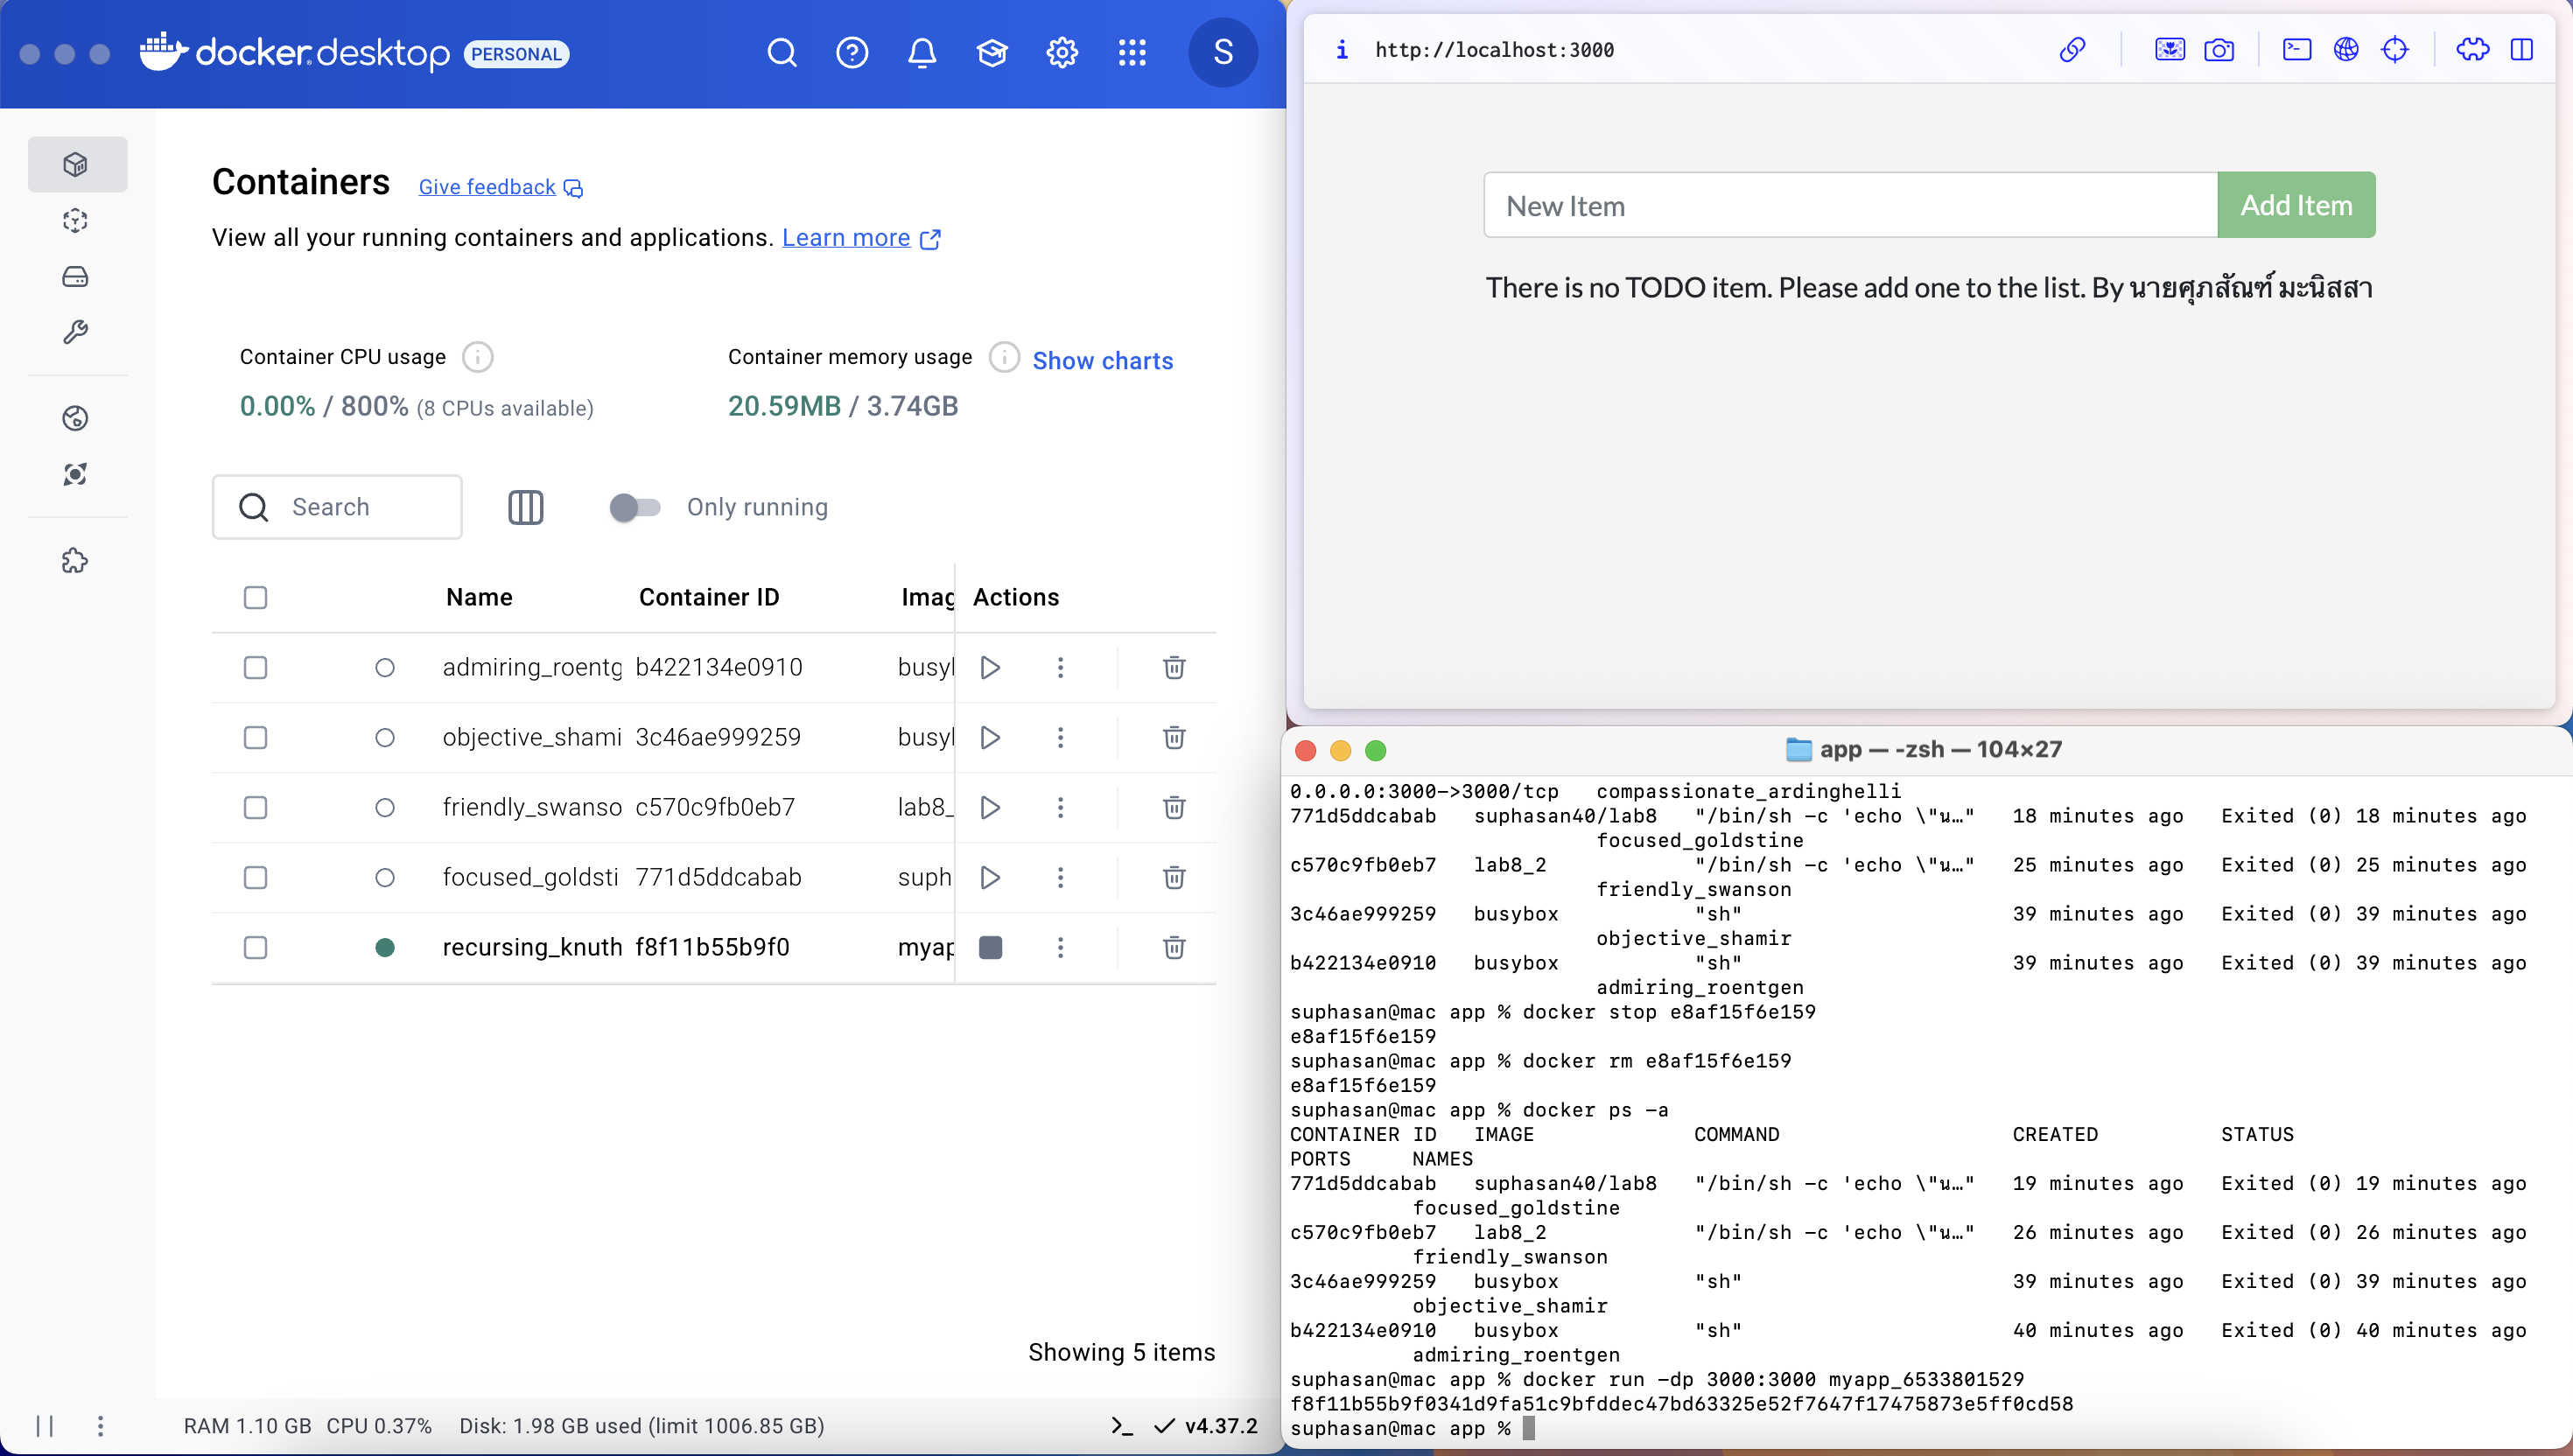 docker desktop PERSONAL
S
Containers Give feedback
View all your running containers and applications. Learn more
Container CPU usage
0.00% / 800% (8 CPUs available)
Container memory usage
20.59MB / 3.74GB
Show charts
Search
Only running
Name Container ID Imag Actions
admiring_roentg b422134e0910 busyl
objective_shami 3c46ae999259 busyl
friendly_swanso c570c9fb0eb7 lab8_
focused_goldsti 771d5ddcabab suph
recursing_knuth f8f11b55b9f0 myap
Showing 5 items
RAM 1.10 GB CPU 0.37% Disk: 1.98 GB used (limit 1006.85 GB)
v4.37.2
http://localhost:3000
New Item
Add Item
There is no TODO item. Please add one to the list. By นายศุภสัณฑ์ มะนิสสา
app — -zsh — 104×27
0.0.0.0:3000->3000/tcp compassionate_ardinghelli
771d5ddcabab suphasan40/lab8 "/bin/sh -c 'echo \"น…" 18 minutes ago Exited (0) 18 minutes ago
focused_goldstine
c570c9fb0eb7 lab8_2 "/bin/sh -c 'echo \"น…" 25 minutes ago Exited (0) 25 minutes ago
friendly_swanson
3c46ae999259 busybox "sh" 39 minutes ago Exited (0) 39 minutes ago
objective_shamir
b422134e0910 busybox "sh" 39 minutes ago Exited (0) 39 minutes ago
admiring_roentgen
suphasan@mac app % docker stop e8af15f6e159
e8af15f6e159
suphasan@mac app % docker rm e8af15f6e159
e8af15f6e159
suphasan@mac app % docker ps -a
CONTAINER ID IMAGE COMMAND CREATED STATUS
PORTS NAMES
771d5ddcabab suphasan40/lab8 "/bin/sh -c 'echo \"น…" 19 minutes ago Exited (0) 19 minutes ago
focused_goldstine
c570c9fb0eb7 lab8_2 "/bin/sh -c 'echo \"น…" 26 minutes ago Exited (0) 26 minutes ago
friendly_swanson
3c46ae999259 busybox "sh" 39 minutes ago Exited (0) 39 minutes ago
objective_shamir
b422134e0910 busybox "sh" 40 minutes ago Exited (0) 40 minutes ago
admiring_roentgen
suphasan@mac app % docker run -dp 3000:3000 myapp_6533801529
f8f11b55b9f0341d9fa51c9bfddec47bd63325e52f7647f17475873e5ff0cd58
suphasan@mac app %